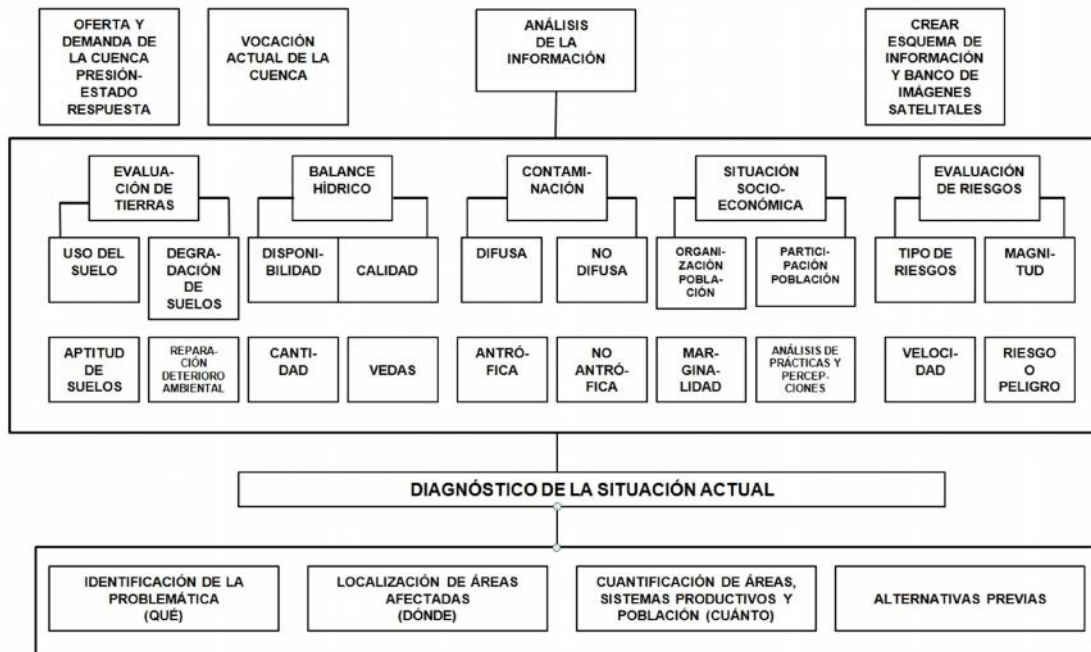 OFERTA Y
DEMANDA DE
LA CUENCA
PRESIÓN-
ESTADO
RESPUESTA
VOCACIÓN
ACTUAL DE LA
CUENCA
ANÁLISIS
DE LA
INFORMACIÓN
CREAR
ESQUEMA DE
INFORMACIÓN
Y BANCO DE
IMÁGENES
SATELITALES
EVALUA-
CIÓN DE
TIERRAS
BALANCE
HÍDRICO
CONTAMI-
NACIÓN
SITUACIÓN
SOCIO-
ECONÓMICA
EVALUACIÓN
DE RIESGOS
USO DEL
SUELO
DEGRA-
DACIÓN
DE
SUELOS
DISPONI-
BILIDAD
CALIDAD
DIFUSA
NO
DIFUSA
ORGANI-
ZACIÓN
POBLA-
CIÓN
PARTICI-
PACIÓN
POBLACIÓN
TIPO DE
RIESGOS
MAGNI-
TUD
APTITUD
DE
SUELOS
REPARA-
CIÓN
DETERIORO
AMBIENTAL
CANTI-
DAD
VEDAS
ANTRÓ-
FICA
NO
ANTRÓ-
FICA
MAR-
GINA-
LIDAD
ANÁLISIS DE
PRÁCTICAS Y
PERCEP-
CIONES
VELOCI-
DAD
RIESGO
O
PELIGRO
DIAGNÓSTICO DE LA SITUACIÓN ACTUAL
IDENTIFICACIÓN DE LA
PROBLEMÁTICA
(QUÉ)
LOCALIZACIÓN DE ÁREAS
AFECTADAS
(DÓNDE)
CUANTIFICACIÓN DE ÁREAS,
SISTEMAS PRODUCTIVOS Y
POBLACIÓN (CUÁNTO)
ALTERNATIVAS PREVIAS